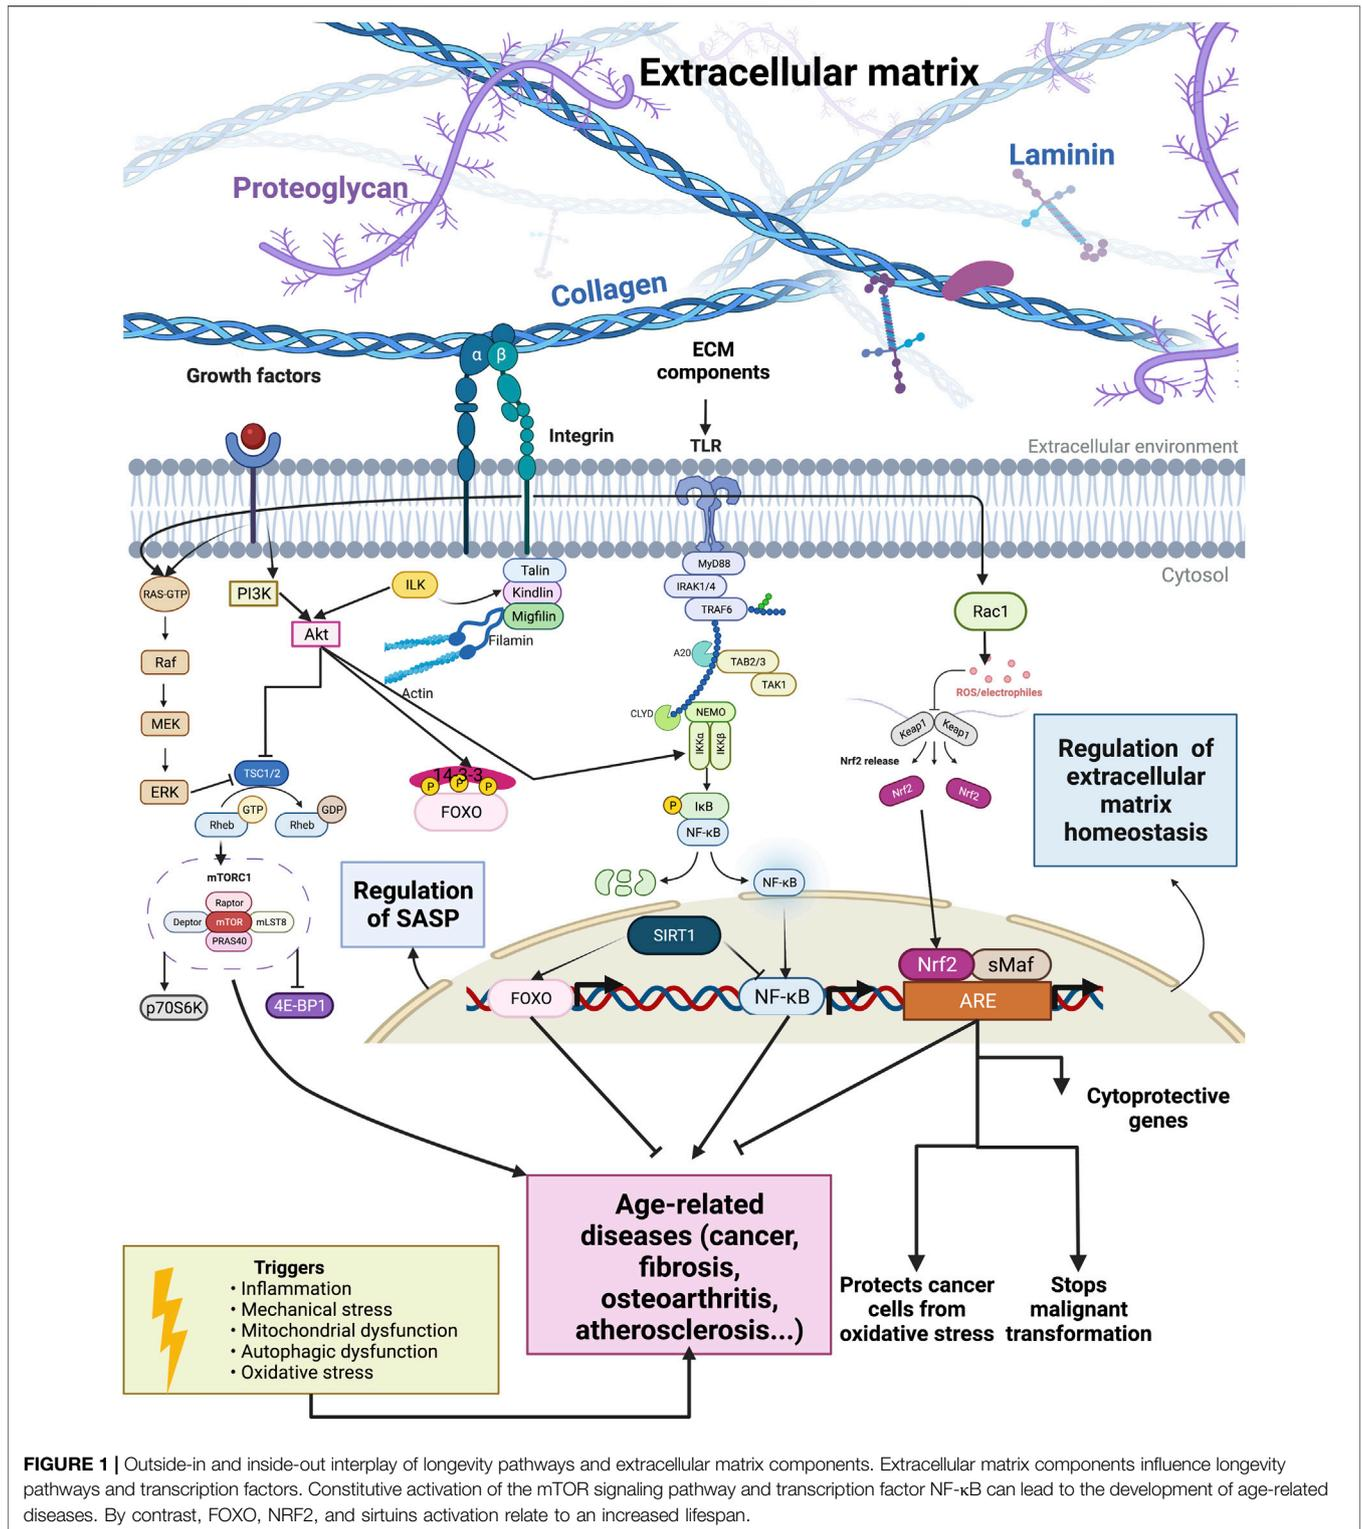 Extracellular matrix
Laminin
Proteoglycan
Collagen
α
β
Growth factors
ECM
components
TLR
Integrin
Extracellular environment
Cytosol
RAS-GTP
PI3K
ILK
Akt
Talin
Kindlin
Migfilin
Filamin
Actin
Raf
MEK
ERK
TSC1/2
GTP
Rheb
GDP
Rheb
mTORC1
Raptor
Deptor
mTOR
mLST8
PRAS40
p70S6K
4E-BP1
14-3-3
P
P
P
FOXO
MyD88
IRAK1/4
TRAF6
A20
TAB2/3
TAK1
CLYD
NEMO
IKKα
IKKβ
P
IκB
NF-κB
NF-κB
Rac1
ROS/electrophiles
Keap1
Keap1
Nrf2 release
Nrf2
Nrf2
Regulation of
extracellular
matrix
homeostasis
Regulation
of SASP
SIRT1
FOXO
NF-κB
Nrf2
sMaf
ARE
Cytoprotective
genes
Age-related
diseases (cancer,
fibrosis,
osteoarthritis,
atherosclerosis...)
Protects cancer
cells from
oxidative stress
Stops
malignant
transformation
Triggers
• Inflammation
• Mechanical stress
• Mitochondrial dysfunction
• Autophagic dysfunction
• Oxidative stress
FIGURE 1 | Outside-in and inside-out interplay of longevity pathways and extracellular matrix components. Extracellular matrix components influence longevity
pathways and transcription factors. Constitutive activation of the mTOR signaling pathway and transcription factor NF-κB can lead to the development of age-related
diseases. By contrast, FOXO, NRF2, and sirtuins activation relate to an increased lifespan.